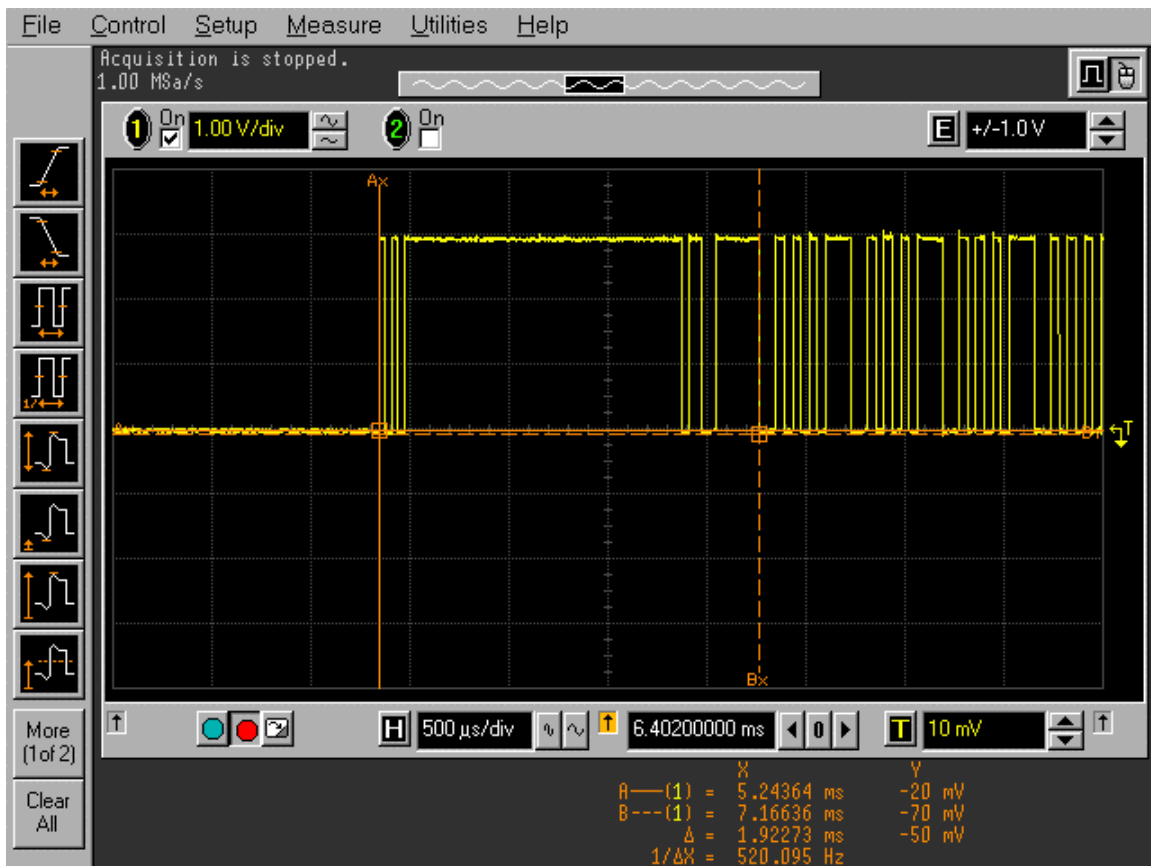 File Control Setup Measure Utilities Help
Acquisition is stopped.
1.00 MSa/s
1 On 1.00 V/div 2 On E +/-1.0 V
Ax
T
Bx
More
(1of 2)
Clear
All
H 500 µs/div 6.40200000 ms 0 T 10 mV
X Y
A——(1) = 5.24364 ms -20 mV
B---(1) = 7.16636 ms -70 mV
Δ = 1.92273 ms -50 mV
1/ΔX = 520.095 Hz
1/